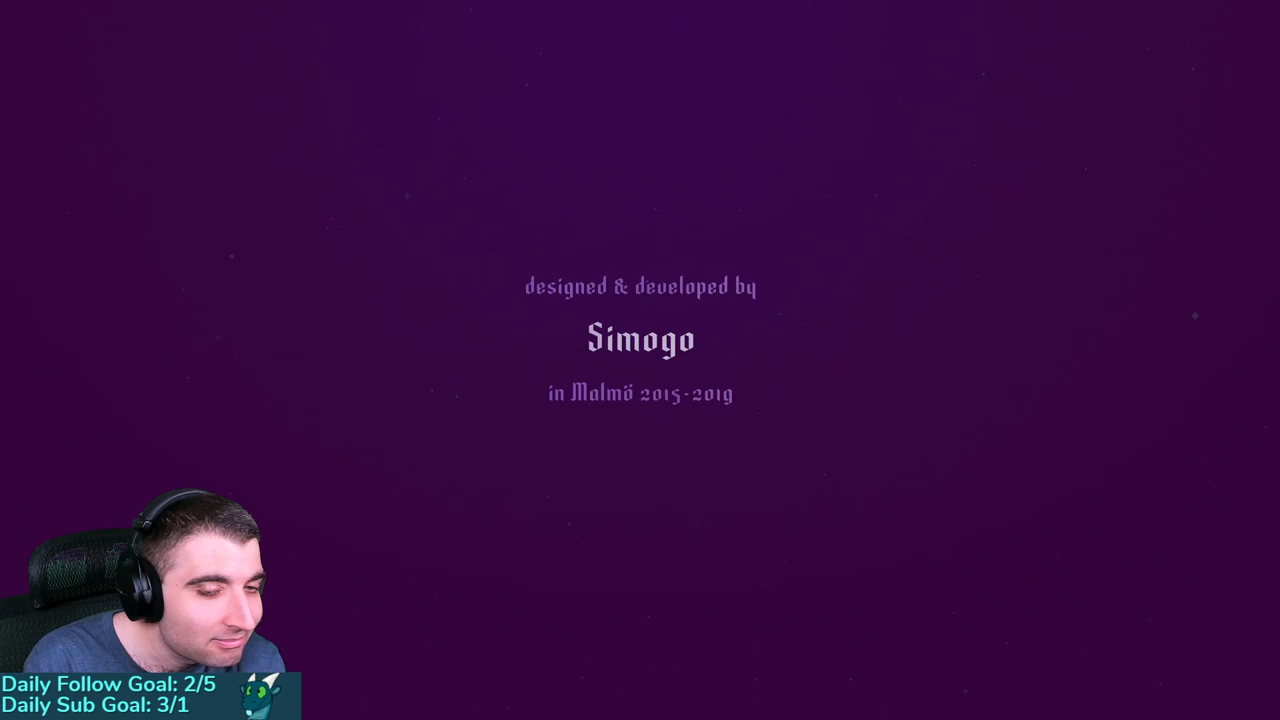 designed & developed by
Simogo
in Malmö 2015-2019
Daily Follow Goal: 2/5
Daily Sub Goal: 3/1